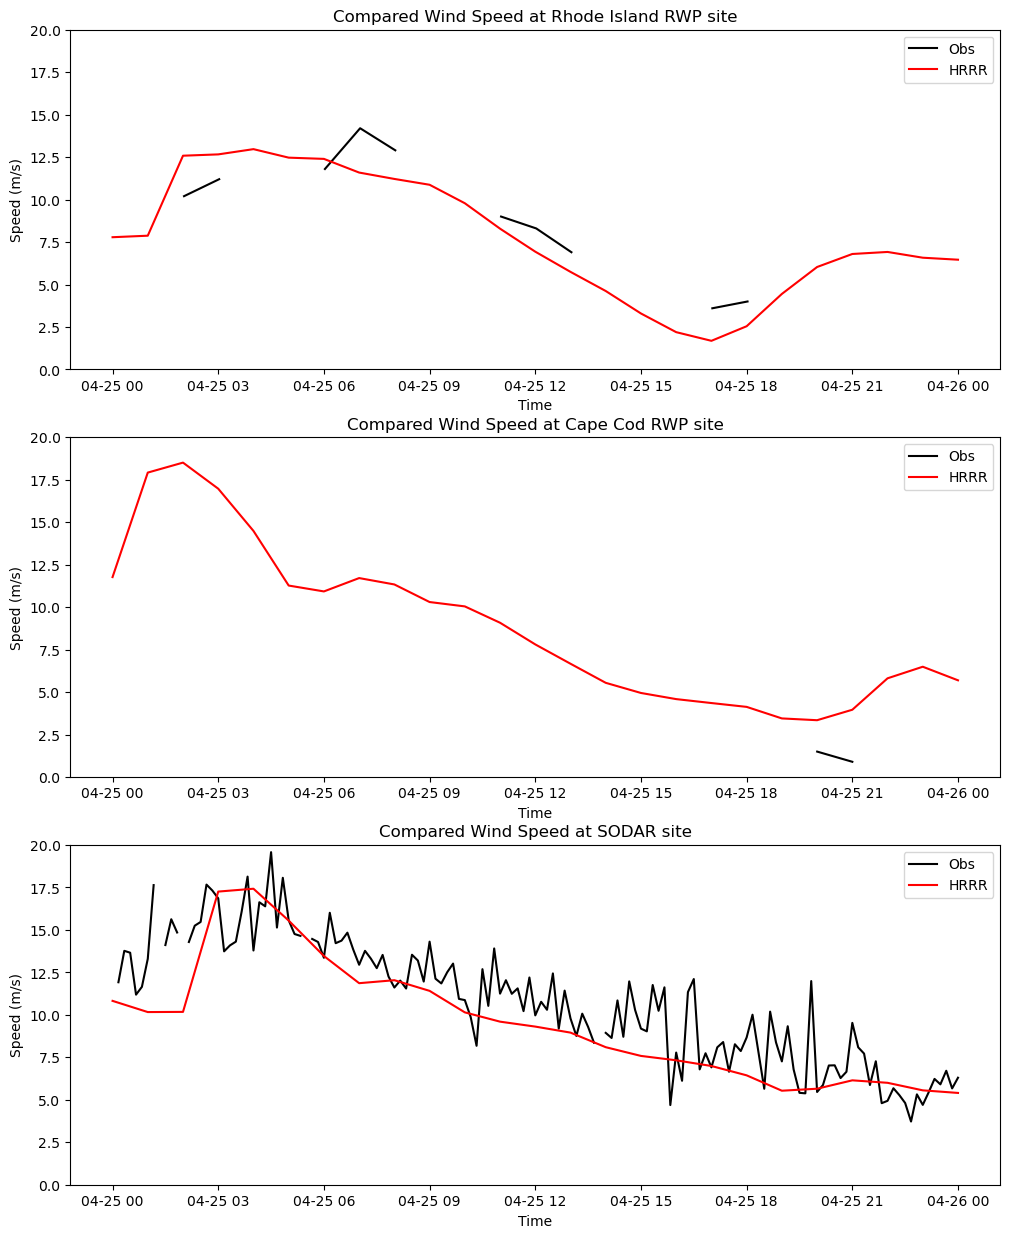 Compared Wind Speed at Rhode Island RWP site
20.0
17.5
15.0
12.5
10.0
7.5
5.0
2.5
0.0
Speed (m/s)
Obs
HRRR
04-25 00 04-25 03 04-25 06 04-25 09 04-25 12 04-25 15 04-25 18 04-25 21 04-26 00
Time
Compared Wind Speed at Cape Cod RWP site
20.0
17.5
15.0
12.5
10.0
7.5
5.0
2.5
0.0
Speed (m/s)
Obs
HRRR
04-25 00 04-25 03 04-25 06 04-25 09 04-25 12 04-25 15 04-25 18 04-25 21 04-26 00
Time
Compared Wind Speed at SODAR site
20.0
17.5
15.0
12.5
10.0
7.5
5.0
2.5
0.0
Speed (m/s)
Obs
HRRR
04-25 00 04-25 03 04-25 06 04-25 09 04-25 12 04-25 15 04-25 18 04-25 21 04-26 00
Time